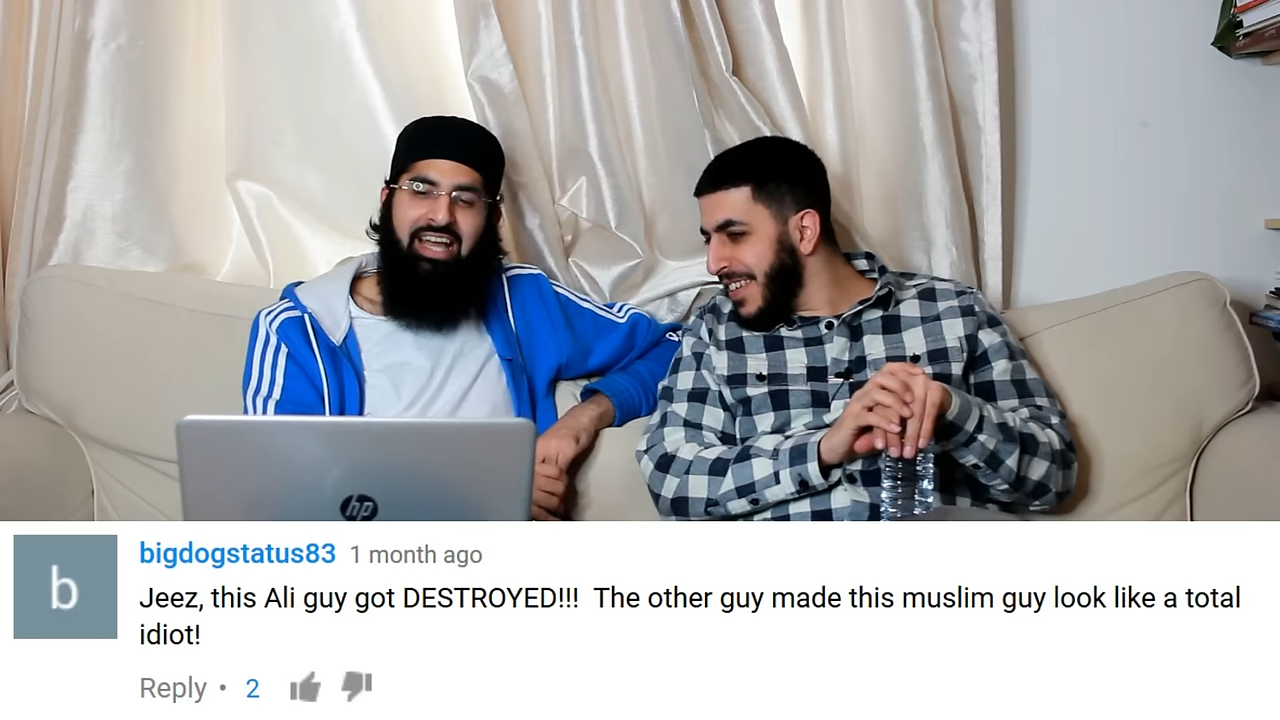 hp
bigdogstatus83 1 month ago
Jeez, this Ali guy got DESTROYED!!!  The other guy made this muslim guy look like a total
idiot!
Reply • 2
b